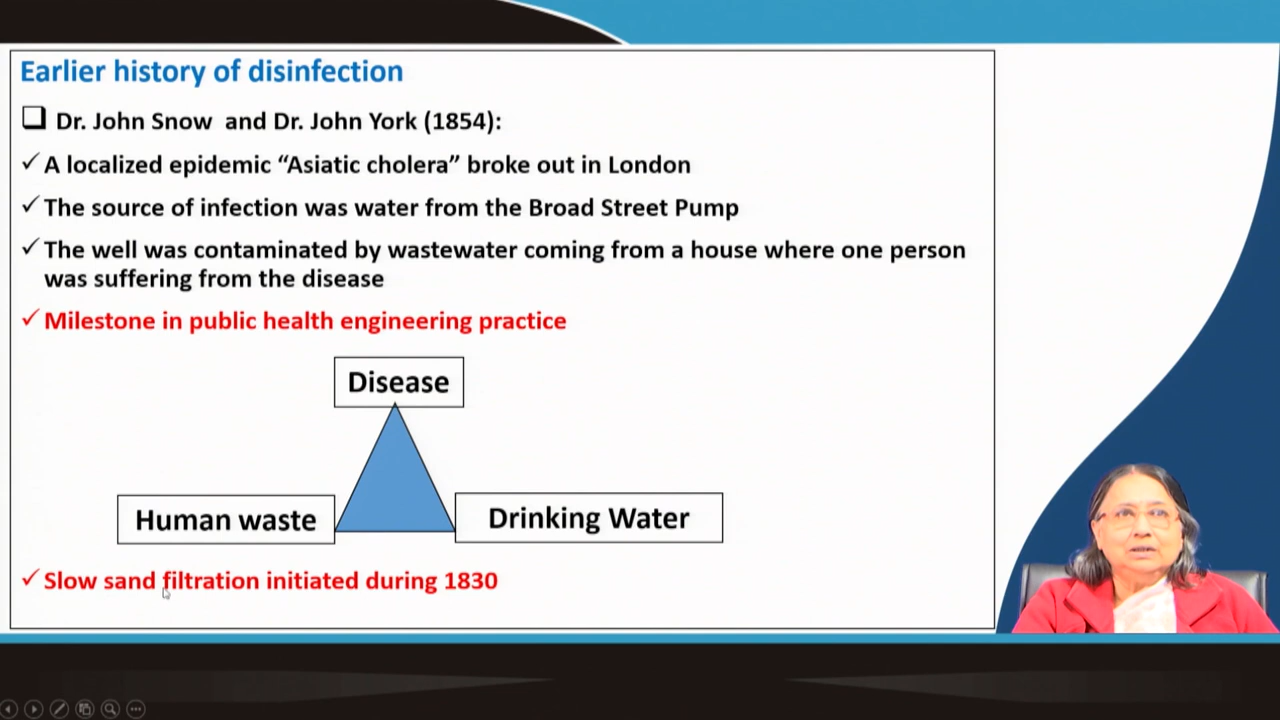 Earlier history of disinfection
❑ Dr. John Snow and Dr. John York (1854):
✓ A localized epidemic “Asiatic cholera” broke out in London
✓ The source of infection was water from the Broad Street Pump
✓ The well was contaminated by wastewater coming from a house where one person
was suffering from the disease
✓ Milestone in public health engineering practice
Disease
Human waste
Drinking Water
✓ Slow sand filtration initiated during 1830